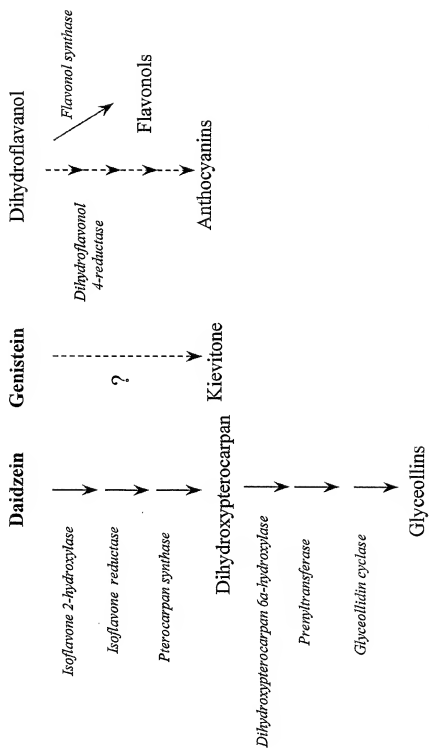 Daidzein
Isoflavone 2-hydroxylase
Isoflavone reductase
Pterocarpan synthase
Dihydroxypterocarpan
Dihydroxypterocarpan 6a-hydroxylase
Prenyltransferase
Glyceollidin cyclase
Glyceollins
Genistein
?
Kievitone
Dihydroflavanol
Flavonol synthase
Flavonols
Dihydroflavonol
4-reductase
Anthocyanins